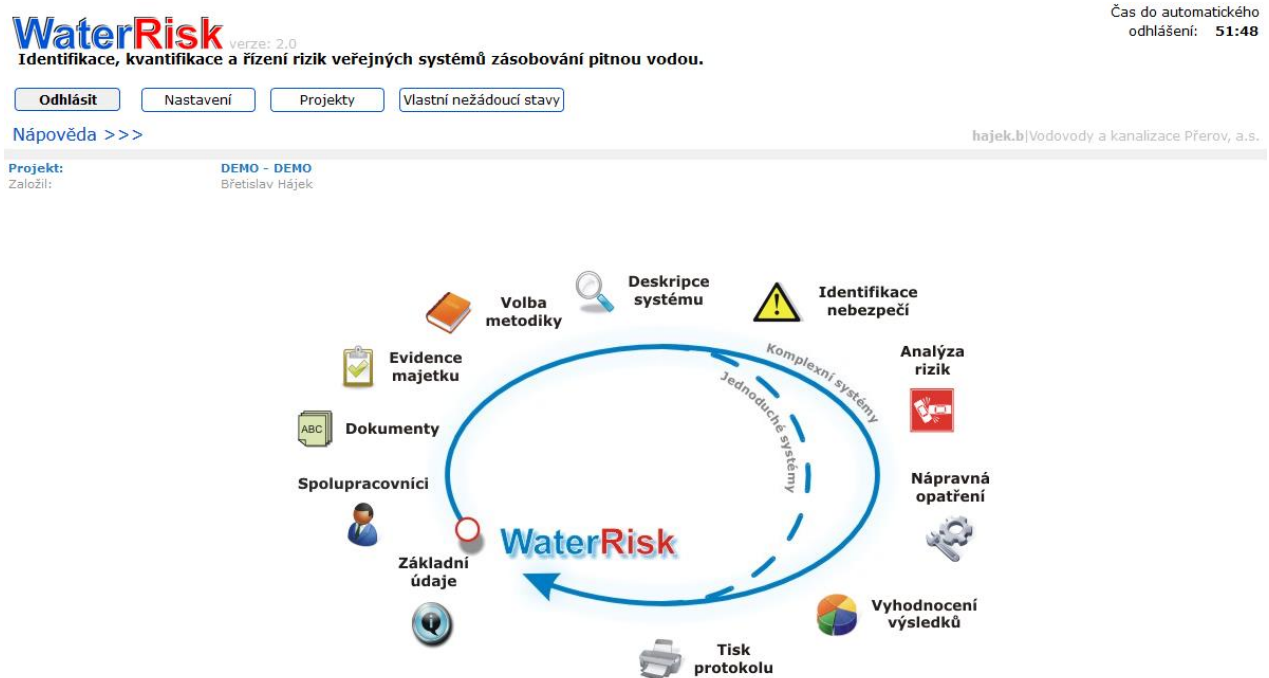 Čas do automatického
odhlášení: 51:48
WaterRisk verze: 2.0
Identifikace, kvantifikace a řízení rizik veřejných systémů zásobování pitnou vodou.
Odhlásit Nastavení Projekty Vlastní nežádoucí stavy
Nápověda >>>
hajek.b|Vodovody a kanalizace Přerov, a.s.
Projekt: DEMO - DEMO
Založil: Břetislav Hájek
Deskripce
systému
Identifikace
nebezpečí
Volba
metodiky
Evidence
majetku
Komplexní systémy
Analýza
rizik
Jednoduché systémy
ABC
Dokumenty
Spolupracovníci
Nápravná
opatření
WaterRisk
Základní
údaje
Vyhodnocení
výsledků
Tisk
protokolu